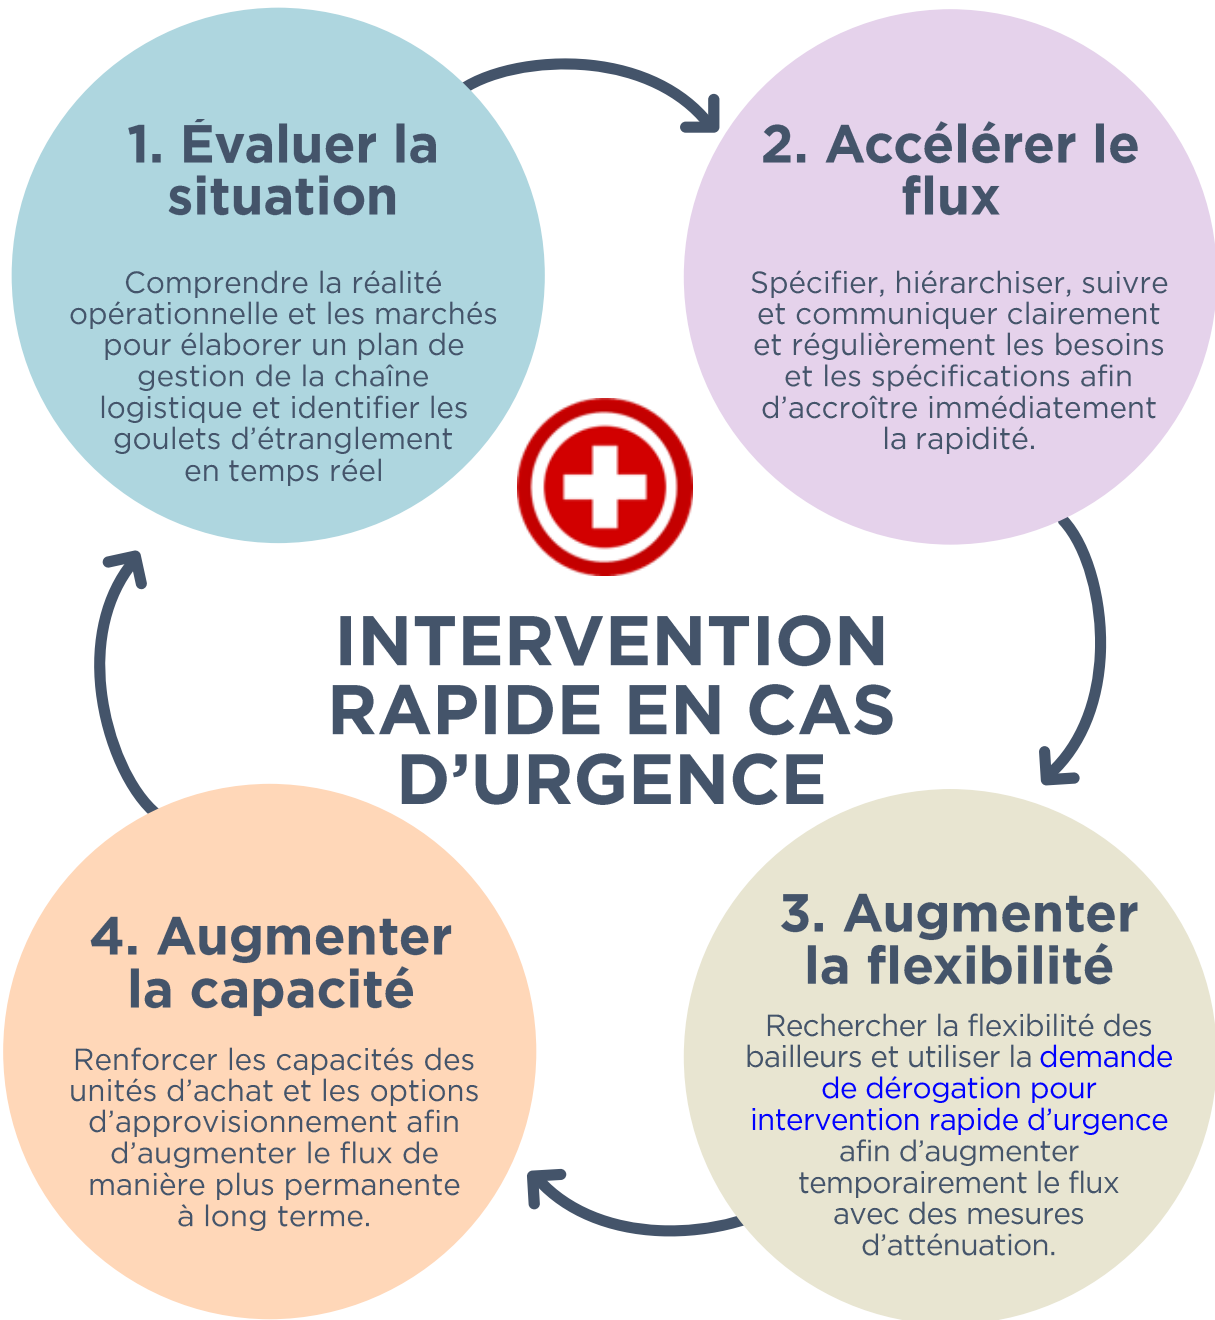 1. Évaluer la
situation
Comprendre la réalité
opérationnelle et les marchés
pour élaborer un plan de
gestion de la chaîne
logistique et identifier les
goulets d’étranglement
en temps réel
2. Accélérer le
flux
Spécifier, hiérarchiser, suivre
et communiquer clairement
et régulièrement les besoins
et les spécifications afin
d’accroître immédiatement
la rapidité.
INTERVENTION
RAPIDE EN CAS
D’URGENCE
3. Augmenter
la flexibilité
Rechercher la flexibilité des
bailleurs et utiliser la demande
de dérogation pour
intervention rapide d’urgence
afin d’augmenter
temporairement le flux
avec des mesures
d’atténuation.
4. Augmenter
la capacité
Renforcer les capacités des
unités d’achat et les options
d’approvisionnement afin
d’augmenter le flux de
manière plus permanente
à long terme.